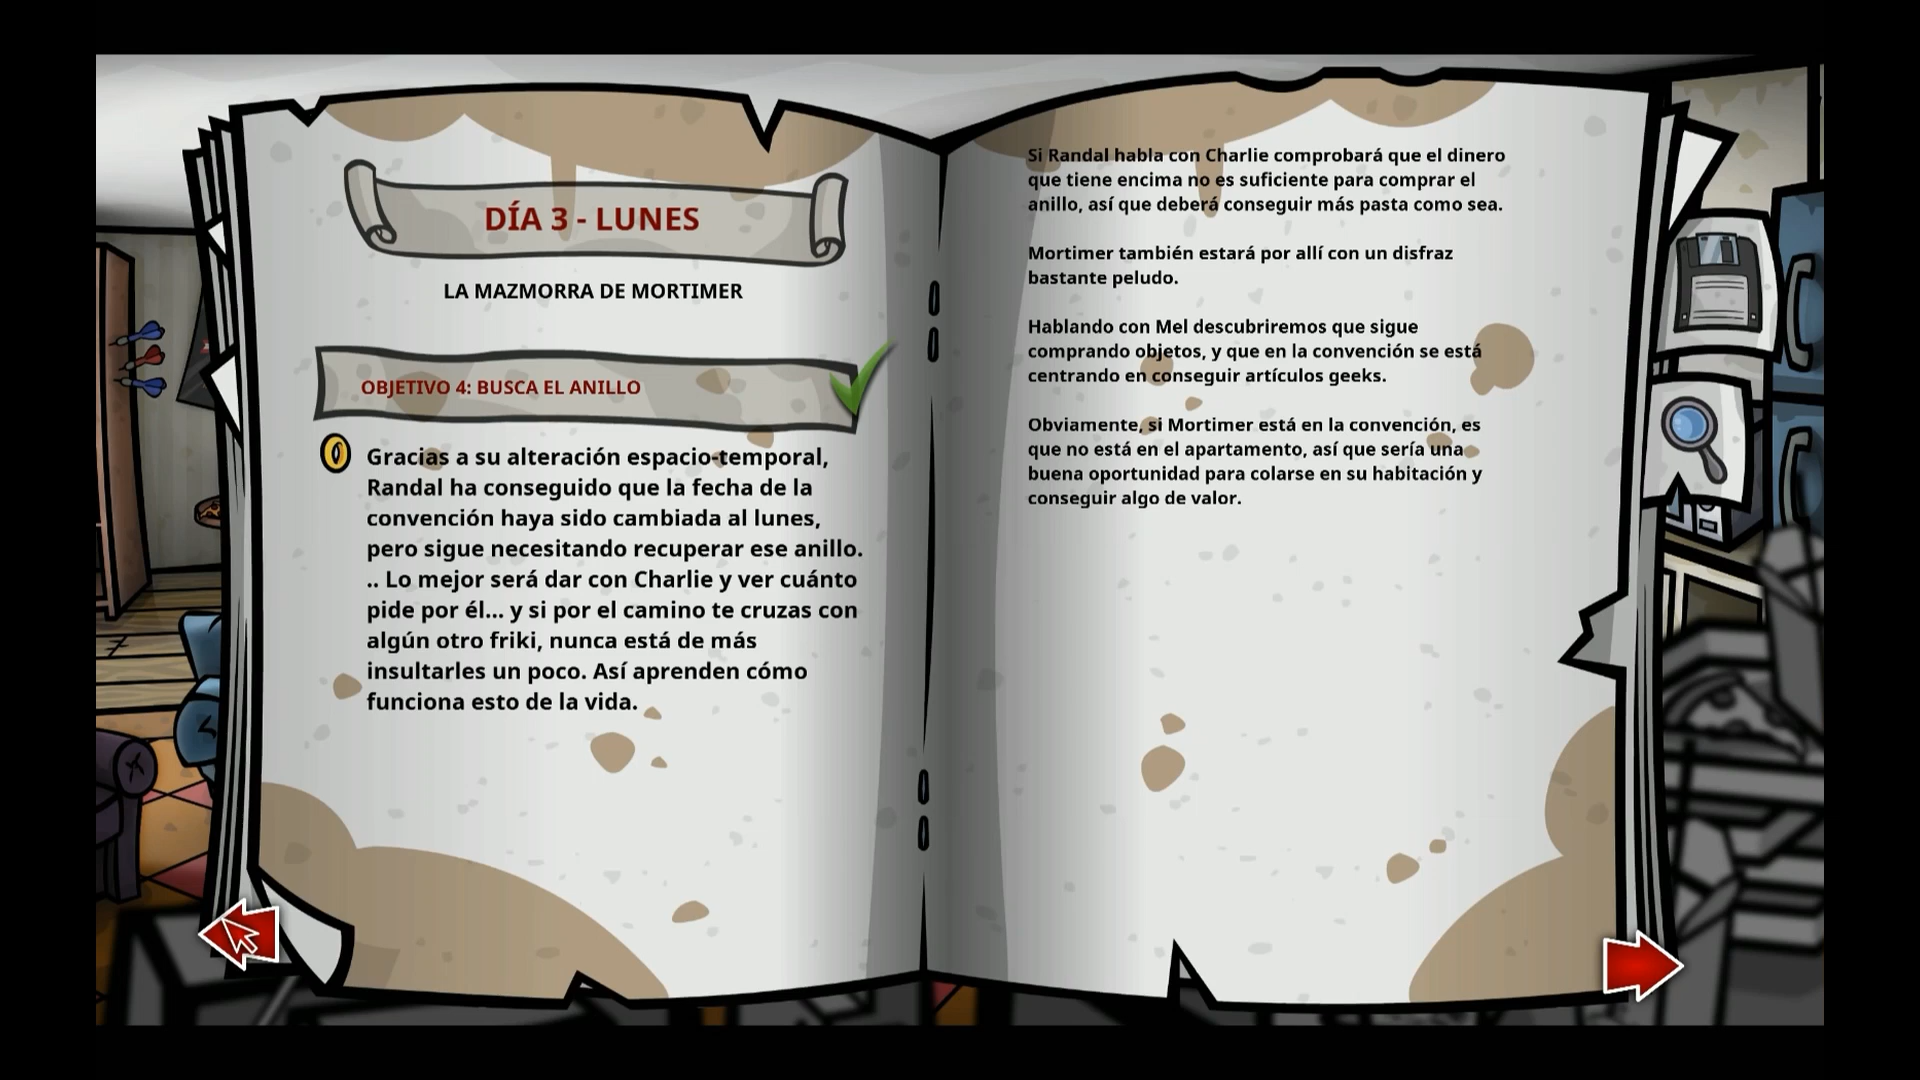 DÍA 3 - LUNES
LA MAZMORRA DE MORTIMER
OBJETIVO 4: BUSCA EL ANILLO
Gracias a su alteración espacio-temporal,
Randal ha conseguido que la fecha de la
convención haya sido cambiada al lunes,
pero sigue necesitando recuperar ese anillo.
.. Lo mejor será dar con Charlie y ver cuánto
pide por él... y si por el camino te cruzas con
algún otro friki, nunca está de más
insultarles un poco. Así aprenden cómo
funciona esto de la vida.
Si Randal habla con Charlie comprobará que el dinero
que tiene encima no es suficiente para comprar el
anillo, así que deberá conseguir más pasta como sea.
Mortimer también estará por allí con un disfraz
bastante peludo.
Hablando con Mel descubriremos que sigue
comprando objetos, y que en la convención se está
centrando en conseguir artículos geeks.
Obviamente, si Mortimer está en la convención, es
que no está en el apartamento, así que sería una
buena oportunidad para colarse en su habitación y
conseguir algo de valor.